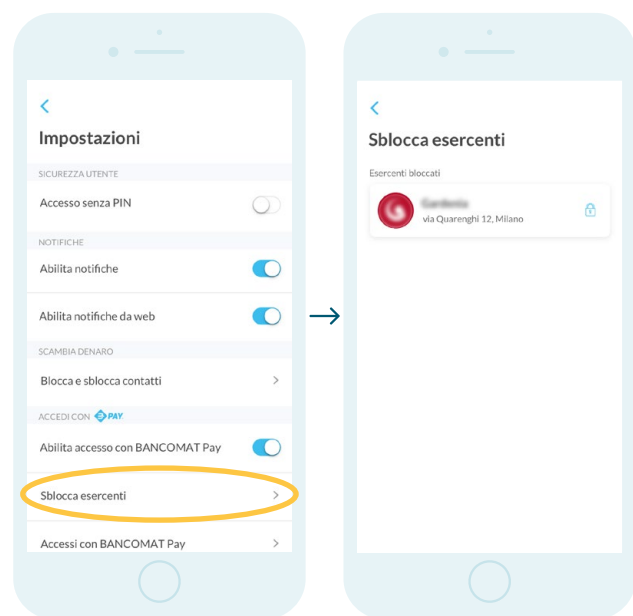 Impostazioni
SICUREZZA UTENTE
Accesso senza PIN
NOTIFICHE
Abilita notifiche
Abilita notifiche da web
SCAMBIA DENARO
Blocca e sblocca contatti
ACCEDI CON PAY
Abilita accesso con BANCOMAT Pay
Sblocca esercenti
Accessi con BANCOMAT Pay
Sblocca esercenti
Esercenti bloccati
via Quarenghi 12, Milano